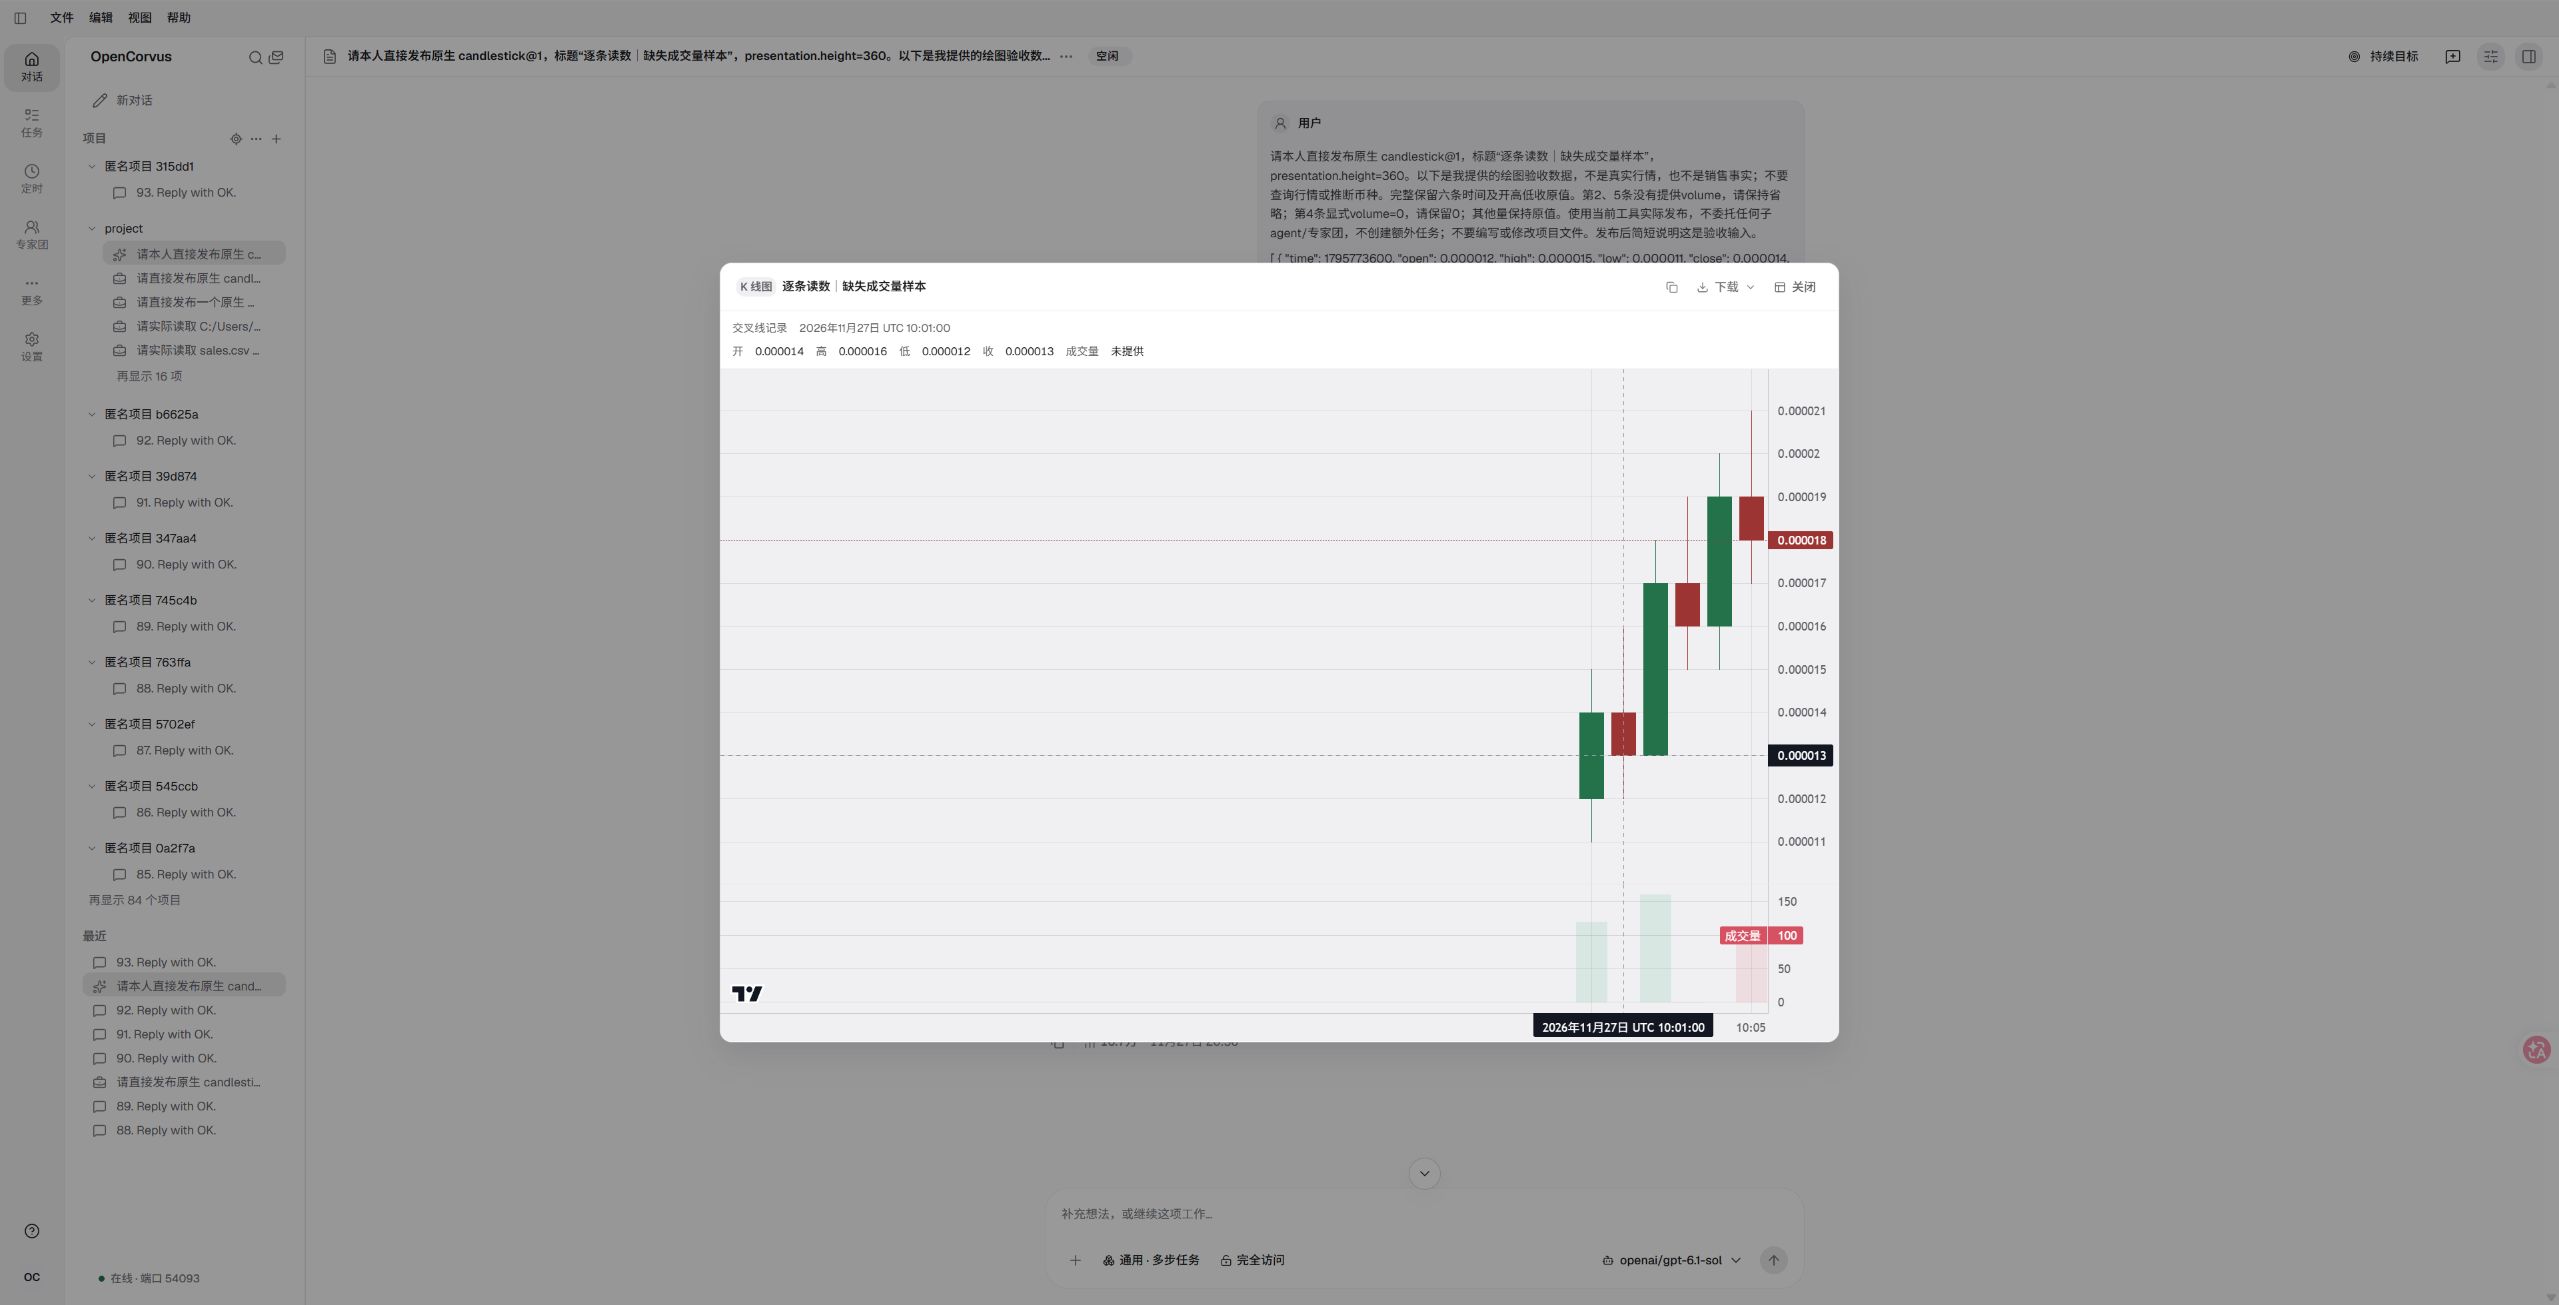 文件 编辑 视图 帮助
对话
任务
定时
专家团
更多
设置
OC
OpenCorvus
新对话
项目
匿名项目 315dd1
93. Reply with OK.
project
请本人直接发布原生 c...
请直接发布原生 candl...
请直接发布一个原生 ...
请实际读取 C:/Users/...
请实际读取 sales.csv ...
再显示 16 项
匿名项目 b6625a
92. Reply with OK.
匿名项目 39d874
91. Reply with OK.
匿名项目 347aa4
90. Reply with OK.
匿名项目 745c4b
89. Reply with OK.
匿名项目 763ffa
88. Reply with OK.
匿名项目 5702ef
87. Reply with OK.
匿名项目 545ccb
86. Reply with OK.
匿名项目 0a2f7a
85. Reply with OK.
再显示 84 个项目
最近
93. Reply with OK.
请本人直接发布原生 cand...
92. Reply with OK.
91. Reply with OK.
90. Reply with OK.
请直接发布原生 candlesti...
89. Reply with OK.
88. Reply with OK.
在线 · 端口 54093
请本人直接发布原生 candlestick@1，标题“逐条读数｜缺失成交量样本”，presentation.height=360。以下是我提供的绘图验收数... ··· 空闲
持续目标
用户
请本人直接发布原生 candlestick@1，标题“逐条读数｜缺失成交量样本”，
presentation.height=360。以下是我提供的绘图验收数据，不是真实行情，也不是销售事实；不要
查询行情或推断币种。完整保留六条时间及开高低收原值。第2、5条没有提供volume，请保持省
略；第4条显式volume=0，请保留0；其他量保持原值。使用当前工具实际发布，不委托任何子
agent/专家团，不创建额外任务；不要编写或修改项目文件。发布后简短说明这是验收输入。
[ { "time": 1795773600, "open": 0.000012, "high": 0.000015, "low": 0.000011, "close": 0.000014,
K 线图 逐条读数｜缺失成交量样本
下载 关闭
交叉线记录 2026年11月27日 UTC 10:01:00
开 0.000014 高 0.000016 低 0.000012 收 0.000013 成交量 未提供
0.000021
0.00002
0.000019
0.000018
0.000017
0.000016
0.000015
0.000014
0.000013
0.000012
0.000011
150
成交量 100
50
0
2026年11月27日 UTC 10:01:00 10:05
补充想法，或继续这项工作...
通用 · 多步任务 完全访问 openai/gpt-6.1-sol